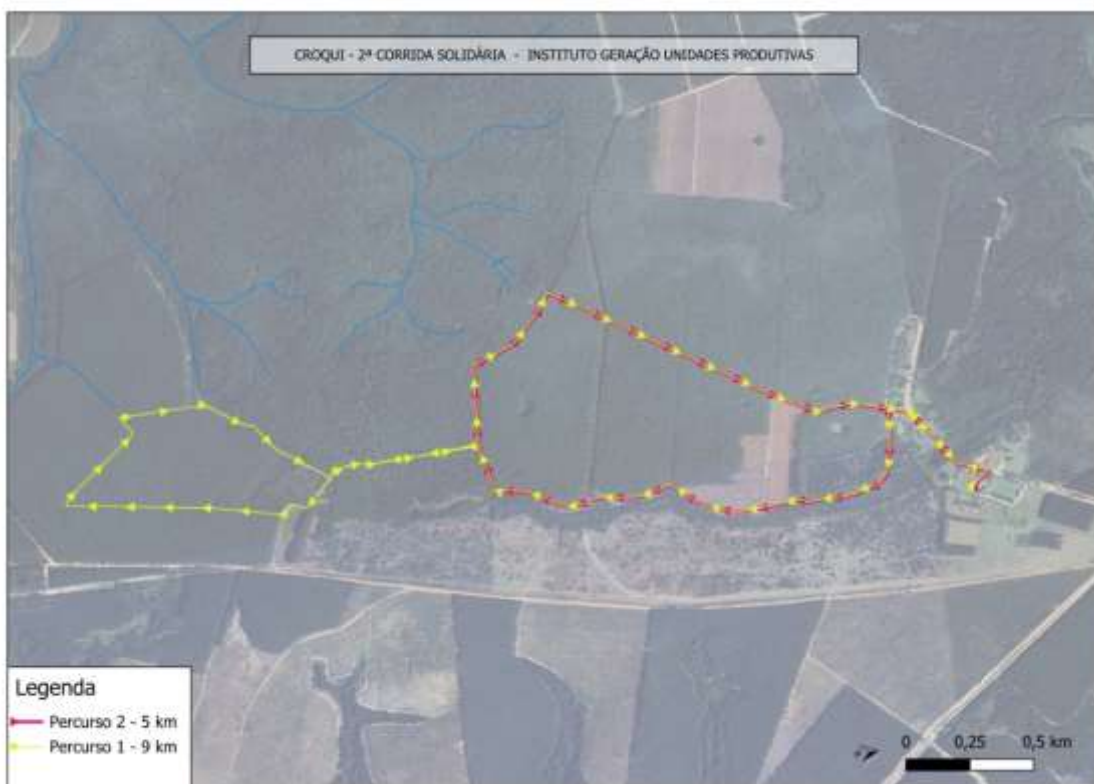 CROQUI - 2ª CORRIDA SOLIDÁRIA - INSTITUTO GERAÇÃO UNIDADES PRODUTIVAS
Legenda
Percurso 2 - 5 km
Percurso 1 - 9 km
0 0,25 0,5 km